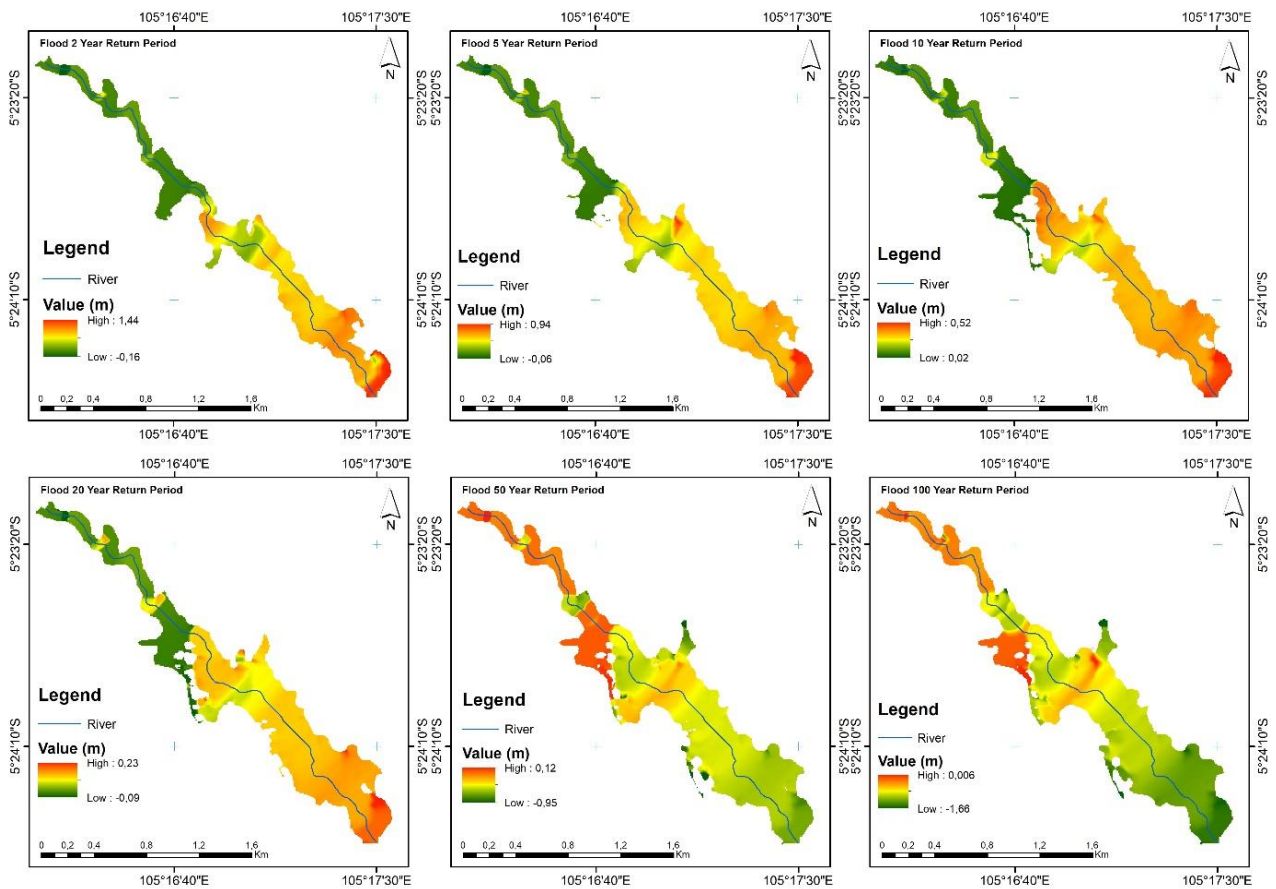 105°16'40"E 105°17'30"E 105°16'40"E 105°17'30"E 105°16'40"E 105°17'30"E
Flood 2 Year Return Period
N
5°23'20"S
5°24'10"S
Legend
River
Value (m)
High : 1,44
Low : -0,16
0 0,2 0,4 0,8 1,2 1,6
Km
Flood 5 Year Return Period
N
5°23'20"S
5°23'20"S
5°24'10"S
5°24'10"S
Legend
River
Value (m)
High : 0,94
Low : -0,06
0 0,2 0,4 0,8 1,2 1,6
Km
Flood 10 Year Return Period
N
5°23'20"S
5°23'20"S
5°24'10"S
5°24'10"S
Legend
River
Value (m)
High : 0,52
Low : 0,02
0 0,2 0,4 0,8 1,2 1,6
Km
5°23'20"S
5°24'10"S
105°16'40"E 105°17'30"E 105°16'40"E 105°17'30"E 105°16'40"E 105°17'30"E
105°16'40"E 105°17'30"E 105°16'40"E 105°17'30"E 105°16'40"E 105°17'30"E
Flood 20 Year Return Period
N
5°23'20"S
5°24'10"S
Legend
River
Value (m)
High : 0,23
Low : -0,09
0 0,2 0,4 0,8 1,2 1,6
Km
Flood 50 Year Return Period
N
5°23'20"S
5°23'20"S
5°24'10"S
5°24'10"S
Legend
River
Value (m)
High : 0,12
Low : -0,95
0 0,2 0,4 0,8 1,2 1,6
Km
Flood 100 Year Return Period
N
5°23'20"S
5°23'20"S
5°24'10"S
5°24'10"S
Legend
River
Value (m)
High : 0,006
Low : -1,66
0 0,2 0,4 0,8 1,2 1,6
Km
5°23'20"S
5°24'10"S
105°16'40"E 105°17'30"E 105°16'40"E 105°17'30"E 105°16'40"E 105°17'30"E